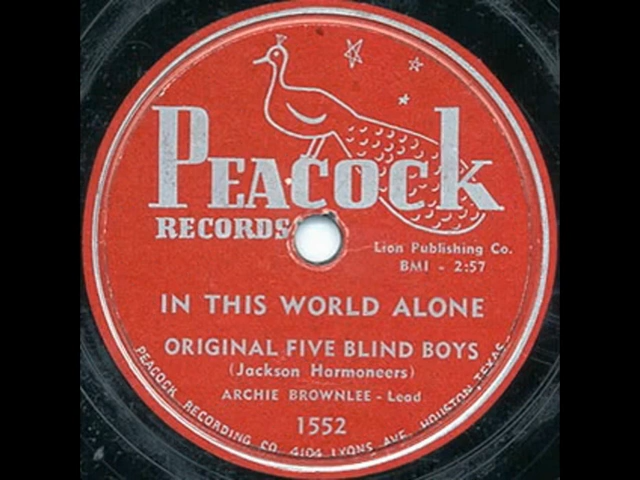 PEACOCK
RECORDS
Lion Publishing Co.
BMI - 2:57
IN THIS WORLD ALONE
ORIGINAL FIVE BLIND BOYS
(Jackson Harmoneers)
ARCHIE BROWNLEE - Lead
1552
PEACOCK RECORDING CO. 4104 LYONS AVE. HOUSTON TEXAS